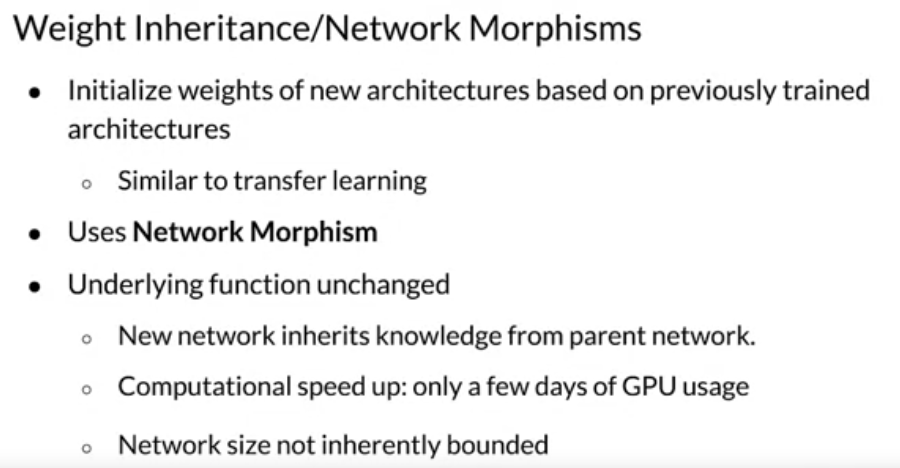 Weight Inheritance/Network Morphisms
● Initialize weights of new architectures based on previously trained
architectures
○ Similar to transfer learning
● Uses Network Morphism
● Underlying function unchanged
○ New network inherits knowledge from parent network.
○ Computational speed up: only a few days of GPU usage
○ Network size not inherently bounded